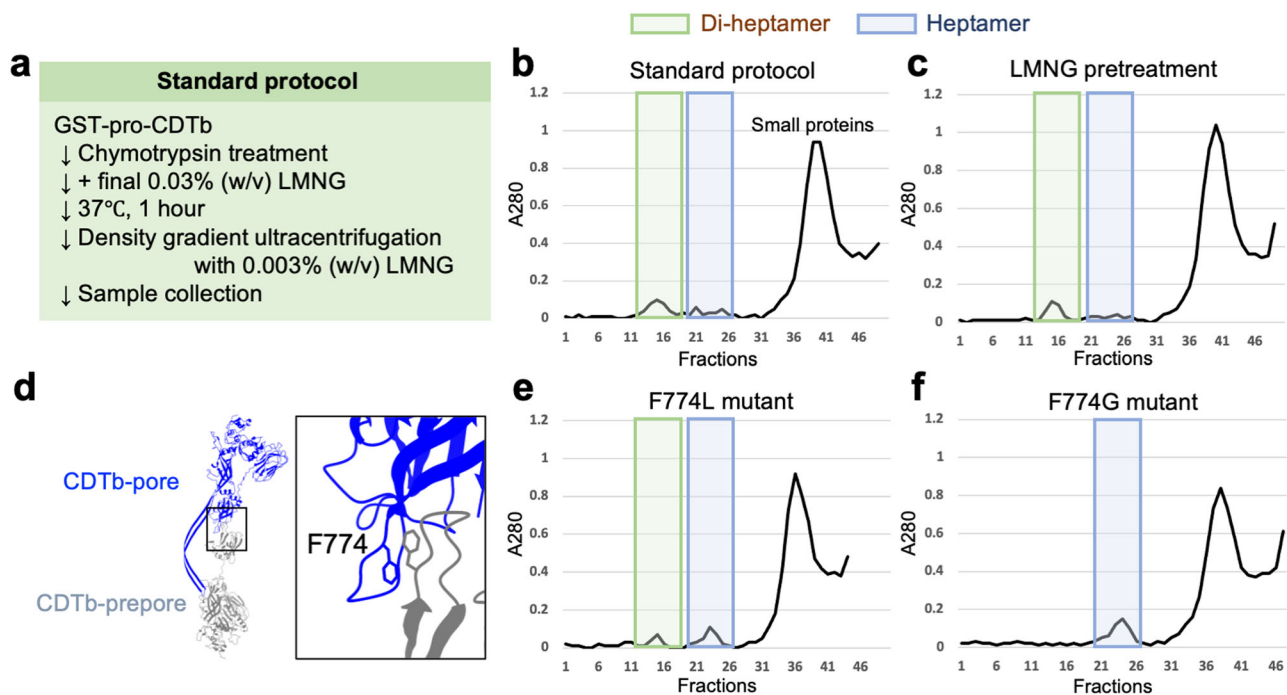 Di-heptamer
Heptamer
a
Standard protocol
GST-pro-CDTb
↓ Chymotrypsin treatment
↓ + final 0.03% (w/v) LMNG
↓ 37℃, 1 hour
↓ Density gradient ultracentrifugation
with 0.003% (w/v) LMNG
↓ Sample collection
b
Standard protocol
1.2
1
0.8
0.6
0.4
0.2
0
A280
Small proteins
1 6 11 16 21 26 31 36 41 46
Fractions
c
LMNG pretreatment
1.2
1
0.8
0.6
0.4
0.2
0
A280
1 6 11 16 21 26 31 36 41 46
Fractions
d
CDTb-pore
CDTb-prepore
F774
e
F774L mutant
1.2
1
0.8
0.6
0.4
0.2
0
A280
1 6 11 16 21 26 31 36 41 46
Fractions
f
F774G mutant
1.2
1
0.8
0.6
0.4
0.2
0
A280
1 6 11 16 21 26 31 36 41 46
Fractions